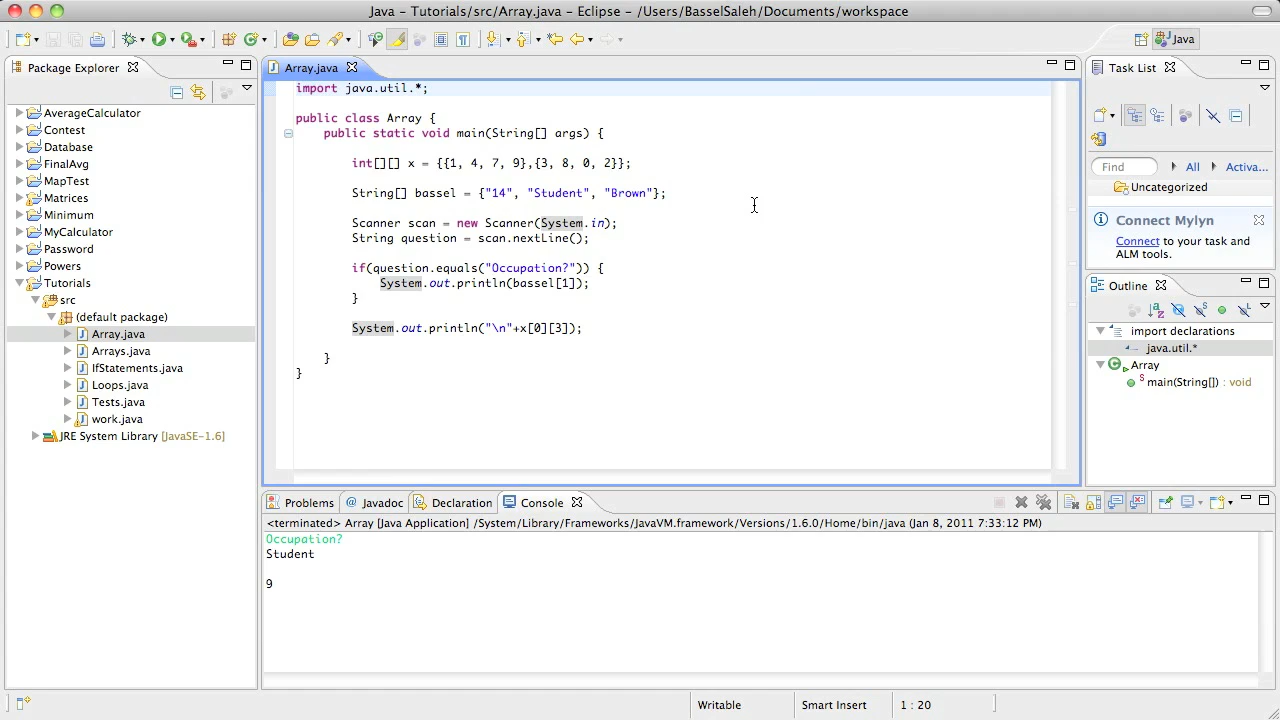 Java - Tutorials/src/Array.java - Eclipse - /Users/BasselSaleh/Documents/workspace
Java
Package Explorer
AverageCalculator
Contest
Database
FinalAvg
MapTest
Matrices
Minimum
MyCalculator
Password
Powers
Tutorials
src
(default package)
Array.java
Arrays.java
IfStatements.java
Loops.java
Tests.java
work.java
JRE System Library [JavaSE-1.6]
Array.java
import java.util.*;
public class Array {
public static void main(String[] args) {
int[][] x = {{1, 4, 7, 9},{3, 8, 0, 2}};
String[] bassel = {"14", "Student", "Brown"};
Scanner scan = new Scanner(System.in);
String question = scan.nextLine();
if(question.equals("Occupation?")) {
System.out.println(bassel[1]);
}
System.out.println("\n"+x[0][3]);
}
}
Task List
Find All Activa...
Uncategorized
Connect Mylyn
Connect to your task and
ALM tools.
Outline
import declarations
java.util.*
Array
main(String[]) : void
Problems @ Javadoc Declaration Console
<terminated> Array [Java Application] /System/Library/Frameworks/JavaVM.framework/Versions/1.6.0/Home/bin/java (Jan 8, 2011 7:33:12 PM)
Occupation?
Student
9
Writable Smart Insert 1 : 20